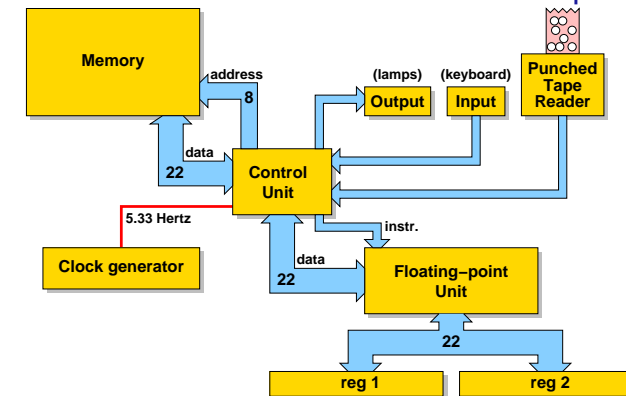 Memory
address
8
(lamps)
(keyboard)
Output
Input
Punched
Tape
Reader
data
22
Control
Unit
5.33 Hertz
instr.
Clock generator
data
22
Floating−point
Unit
22
reg 1
reg 2